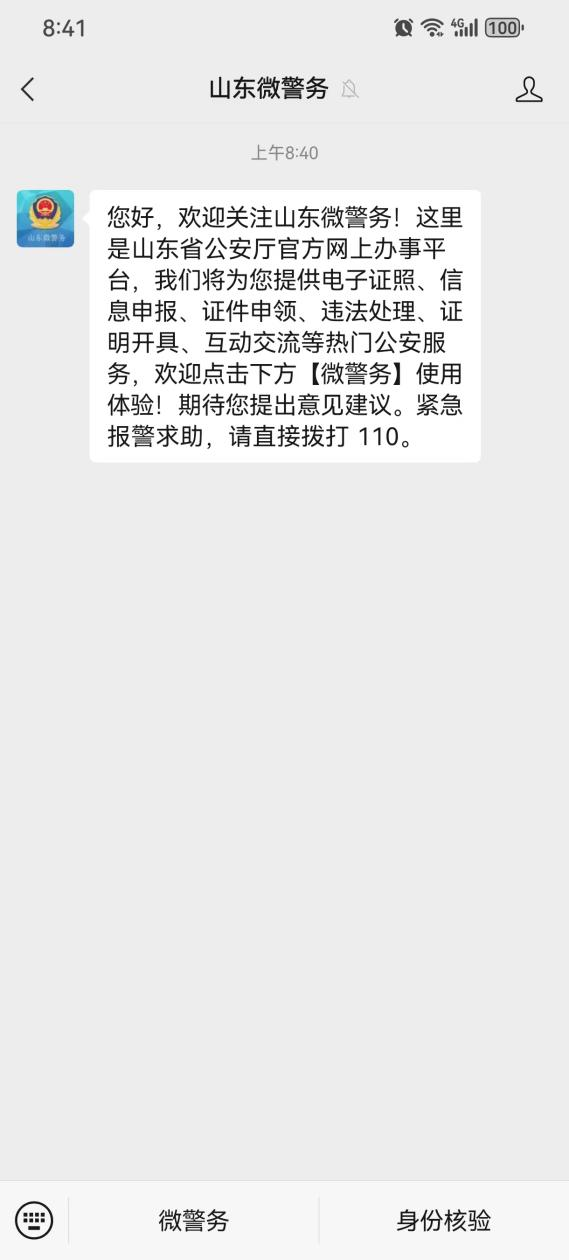 8:41
4G
100
山东微警务
上午8:40
山东微警务
您好，欢迎关注山东微警务！这里
是山东省公安厅官方网上办事平
台，我们将为您提供电子证照、信
息申报、证件申领、违法处理、证
明开具、互动交流等热门公安服
务，欢迎点击下方【微警务】使用
体验！期待您提出意见建议。紧急
报警求助，请直接拨打 110。
微警务
身份核验